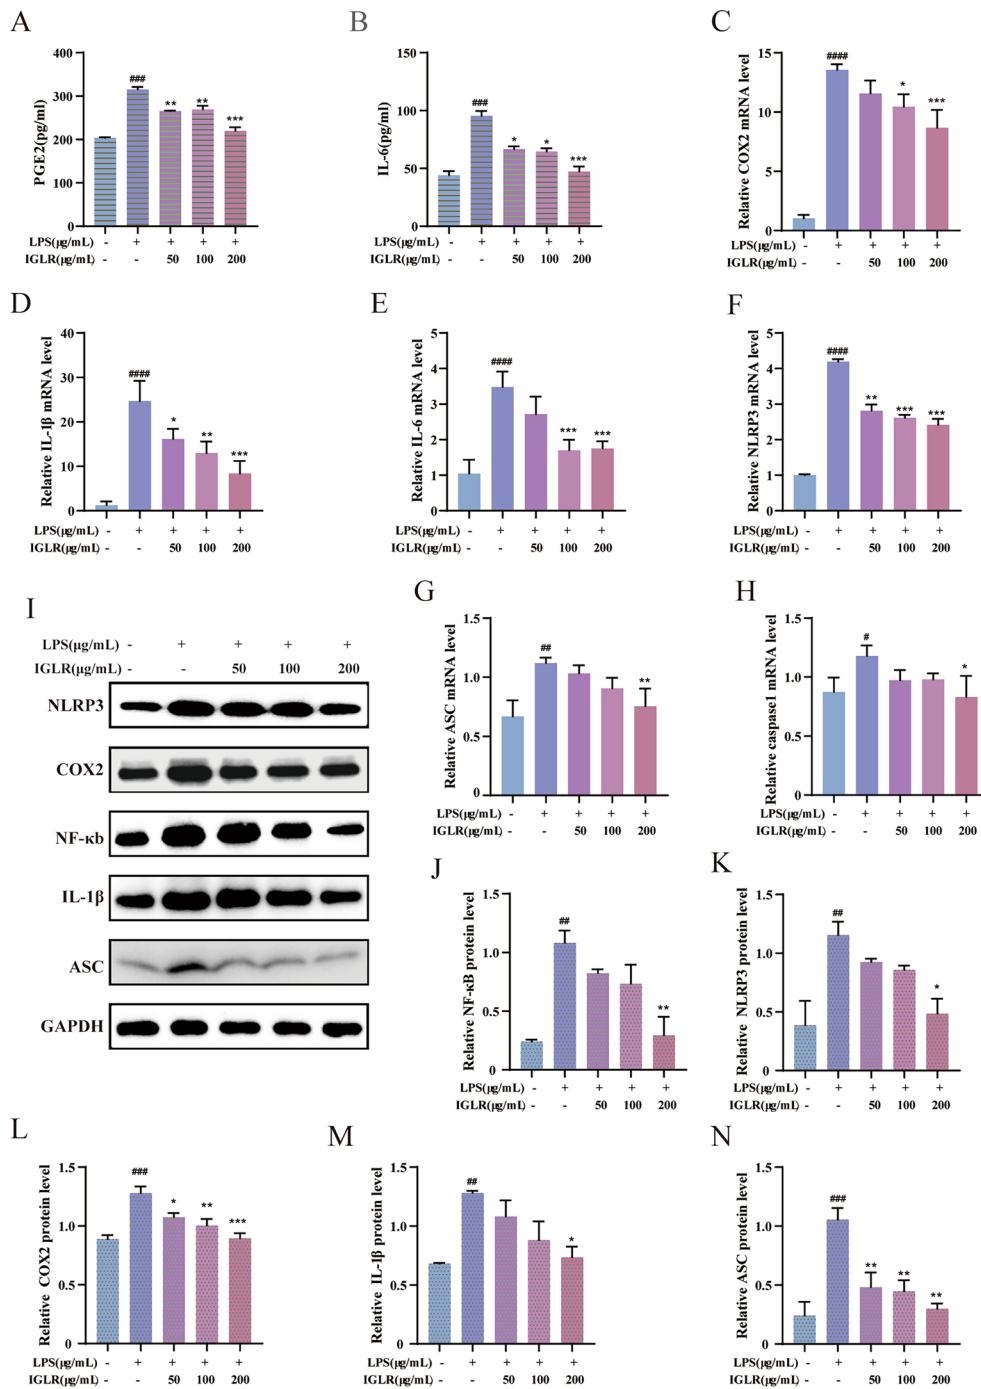 A
PGE2(pg/ml)
400
300
200
100
0
###
**
**
***
LPS(μg/mL) - + + + +
IGLR(μg/mL) - - 50 100 200
B
IL-6(pg/ml)
150
100
50
0
###
*
*
***
LPS(μg/mL) - + + + +
IGLR(μg/mL) - - 50 100 200
C
Relative COX2 mRNA level
15
10
15
0
####
*
***
LPS(μg/mL) - + + + +
IGLR(μg/mL) - - 50 100 200
D
Relative IL-1β mRNA level
40
30
20
10
0
####
*
**
***
LPS(μg/mL) - + + + +
IGLR(μg/mL) - - 50 100 200
E
Relative IL-6 mRNA level
5
4
3
2
1
0
####
***
***
LPS(μg/mL) - + + + +
IGLR(μg/mL) - - 50 100 200
F
Relative NLRP3 mRNA level
5
4
3
2
1
0
####
**
***
***
LPS(μg/mL) - + + + +
IGLR(μg/mL) - - 50 100 200
I
LPS(μg/mL) - + + + +
IGLR(μg/mL) - - 50 100 200
NLRP3
COX2
NF-κb
IL-1β
ASC
GAPDH
G
Relative ASC mRNA level
1.5
1.0
0.5
0
##
**
LPS(μg/mL) - + + + +
IGLR(μg/mL) - - 50 100 200
H
Relative caspase1 mRNA level
1.5
1.0
0.5
0
#
*
LPS(μg/mL) - + + + +
IGLR(μg/mL) - - 50 100 200
J
Relative NF-κB protein level
1.5
1.0
0.5
0
##
**
LPS(μg/mL) - + + + +
IGLR(μg/mL) - - 50 100 200
K
Relative NLRP3 protein level
1.5
1.0
0.5
0
##
*
LPS(μg/mL) - + + + +
IGLR(μg/mL) - - 50 100 200
L
Relative COX2 protein level
1.5
1.0
0.5
0
###
*
**
***
LPS(μg/mL) - + + + +
IGLR(μg/mL) - - 50 100 200
M
Relative IL-1β protein level
1.5
1.0
0.5
0
##
*
LPS(μg/mL) - + + + +
IGLR(μg/mL) - - 50 100 200
N
Relative ASC protein level
1.5
1.0
0.5
0
###
**
**
**
LPS(μg/mL) - + + + +
IGLR(μg/mL) - - 50 100 200